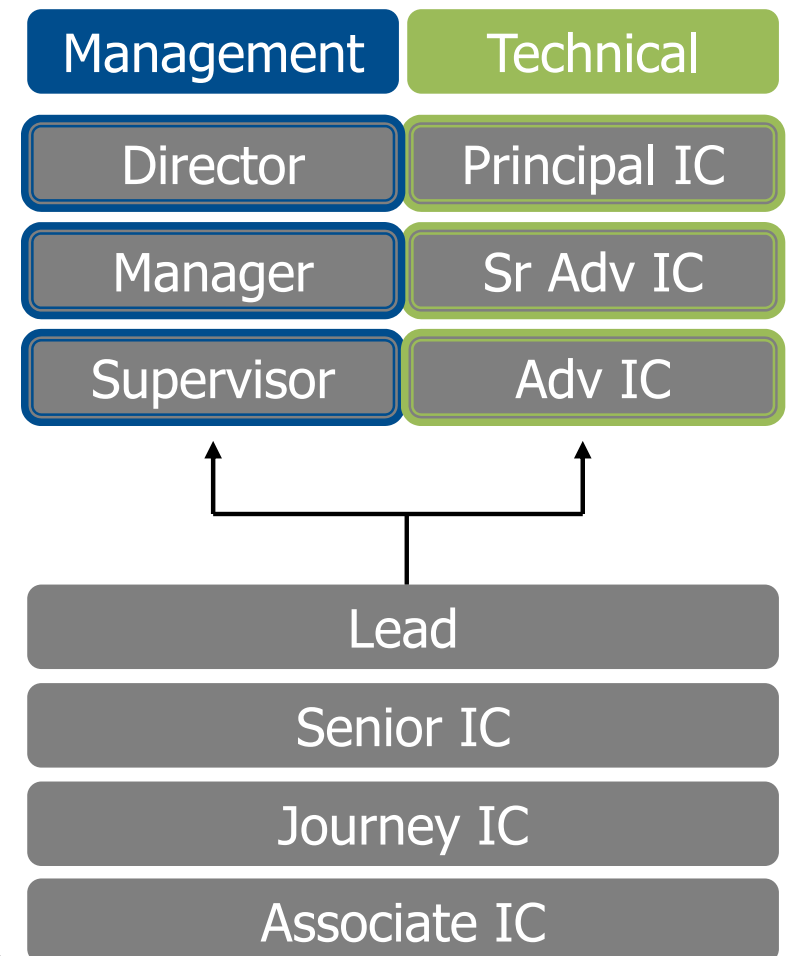 Management
Technical
Director
Principal IC
Manager
Sr Adv IC
Supervisor
Adv IC
Lead
Senior IC
Journey IC
Associate IC